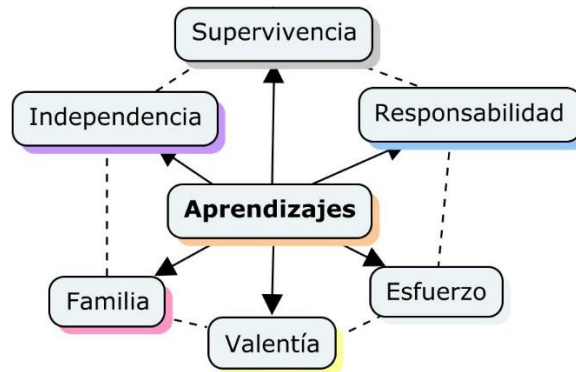 Supervivencia
Independencia
Responsabilidad
Aprendizajes
Familia
Esfuerzo
Valentía